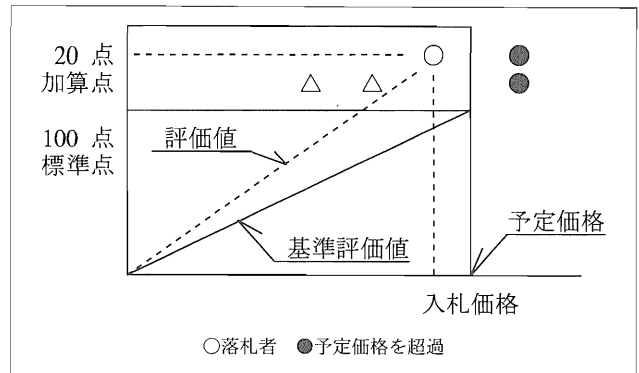 20 点
加算点
100 点
標準点
評価値
基準評価値
予定価格
入札価格
○落札者 ●予定価格を超過